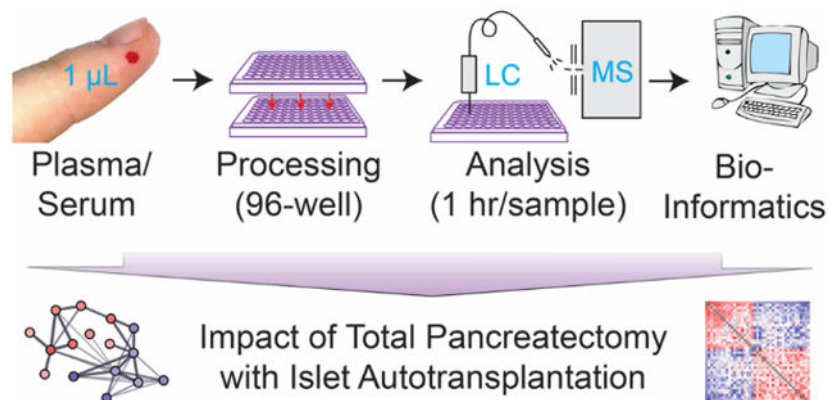 1 µL
LC
MS
Plasma/
Serum
Processing
(96-well)
Analysis
(1 hr/sample)
Bio-
Informatics
Impact of Total Pancreatectomy
with Islet Autotransplantation